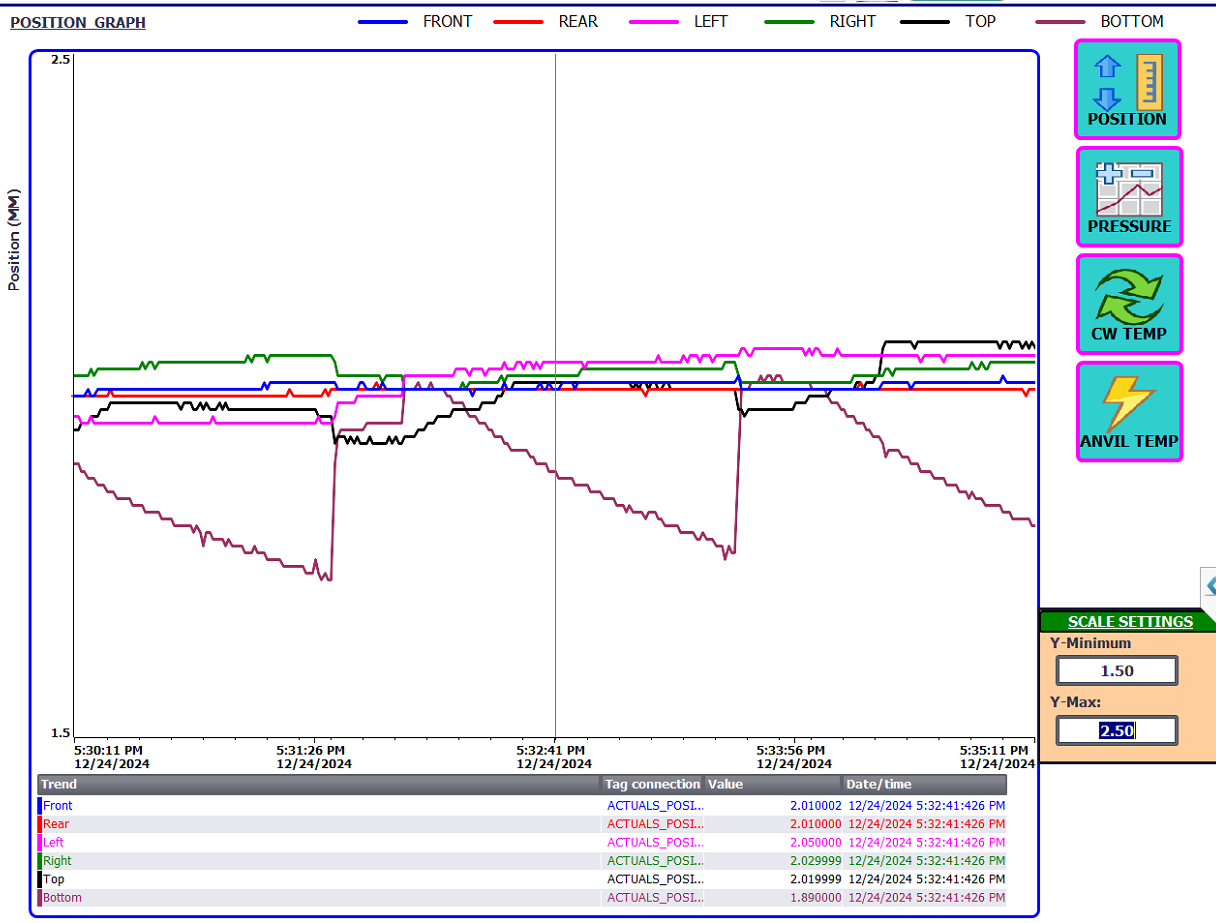 POSITION GRAPH
FRONT REAR LEFT RIGHT TOP BOTTOM
2.5
Position (MM)
1.5
5:30:11 PM 5:31:26 PM 5:32:41 PM 5:33:56 PM 5:35:11 PM
12/24/2024 12/24/2024 12/24/2024 12/24/2024 12/24/2024
POSITION
PRESSURE
CW TEMP
ANVIL TEMP
SCALE SETTINGS
Y-Minimum
1.50
Y-Max:
2.50
Trend Tag connection Value Date/time
Front ACTUALS_POSI... 2.010002 12/24/2024 5:32:41:426 PM
Rear ACTUALS_POSI... 2.010000 12/24/2024 5:32:41:426 PM
Left ACTUALS_POSI... 2.050000 12/24/2024 5:32:41:426 PM
Right ACTUALS_POSI... 2.029999 12/24/2024 5:32:41:426 PM
Top ACTUALS_POSI... 2.019999 12/24/2024 5:32:41:426 PM
Bottom ACTUALS_POSI... 1.890000 12/24/2024 5:32:41:426 PM